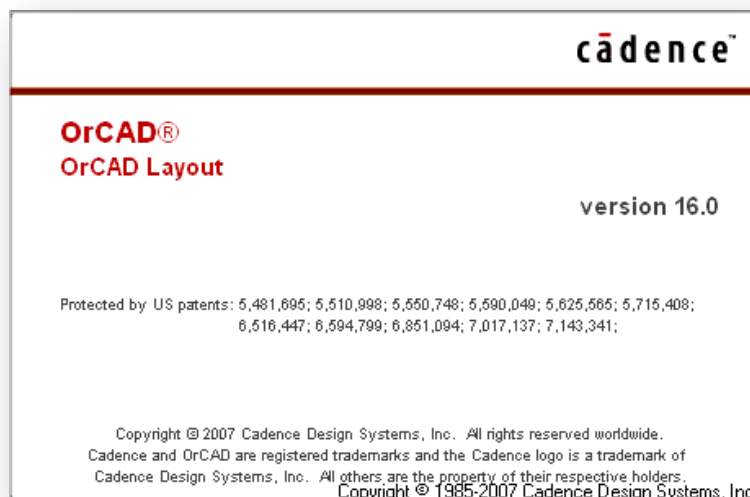 cādence™
OrCAD®
OrCAD Layout
version 16.0
Protected by US patents: 5,481,695; 5,510,998; 5,550,748; 5,590,049; 5,625,565; 5,715,408;
6,516,447; 6,594,799; 6,851,094; 7,017,137; 7,143,341;
Copyright © 2007 Cadence Design Systems, Inc. All rights reserved worldwide.
Cadence and OrCAD are registered trademarks and the Cadence logo is a trademark of
Cadence Design Systems, Inc. All others are the property of their respective holders.
Copyright © 1985-2007 Cadence Design Systems, Inc